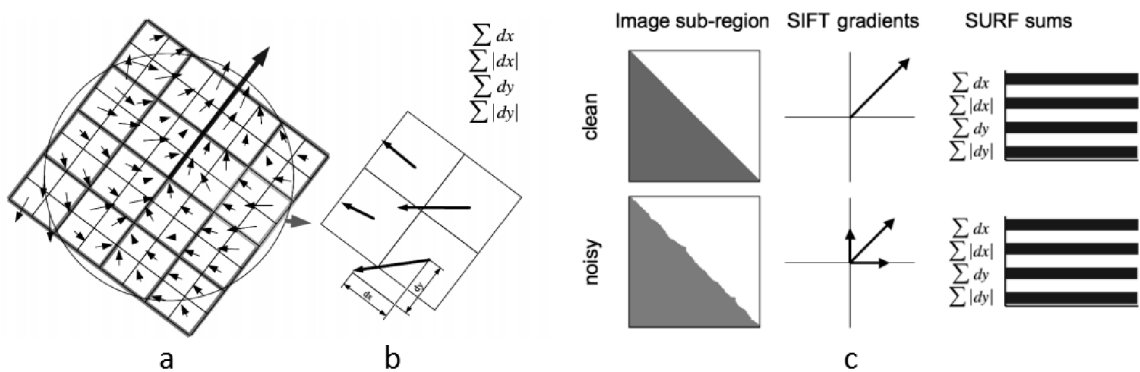 ∑ dx
∑ |dx|
∑ dy
∑ |dy|
dx
dy
a
b
Image sub-region SIFT gradients SURF sums
clean
∑ dx
∑ |dx|
∑ dy
∑ |dy|
noisy
∑ dx
∑ |dx|
∑ dy
∑ |dy|
c